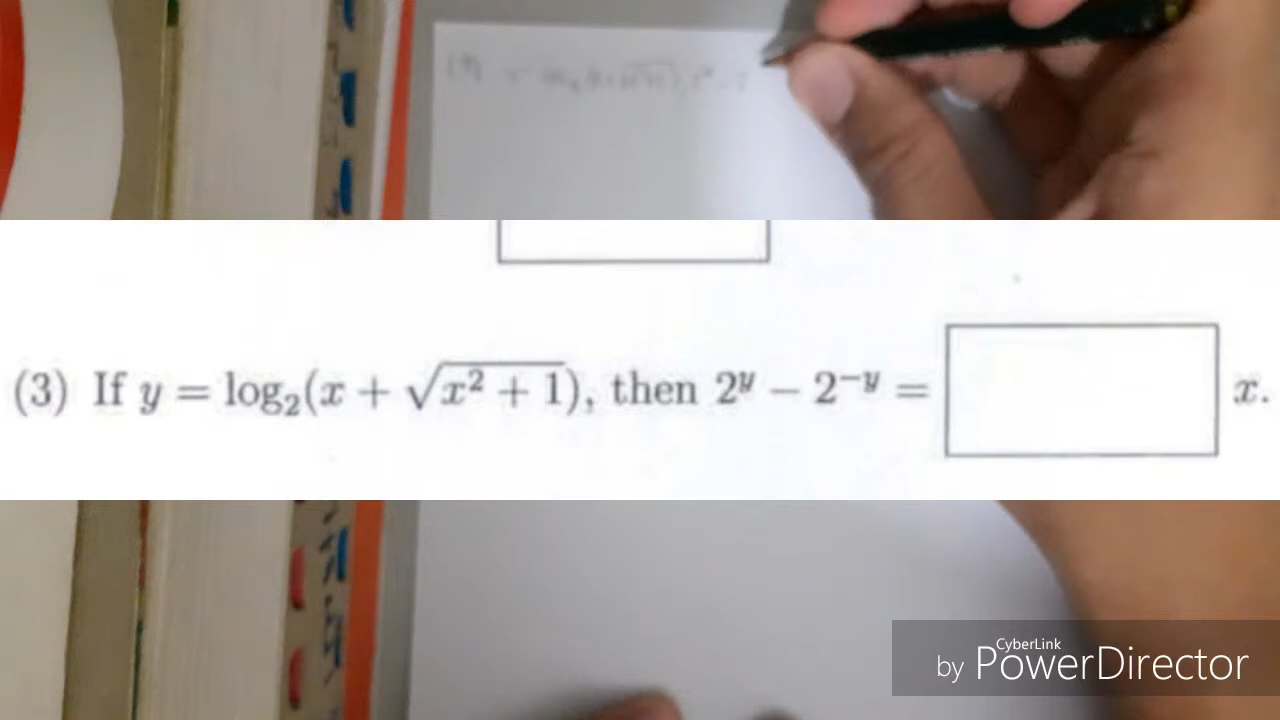 (3) If y = log₂(x + √(x² + 1)), then 2ʸ − 2⁻ʸ = x.
CyberLink
by PowerDirector